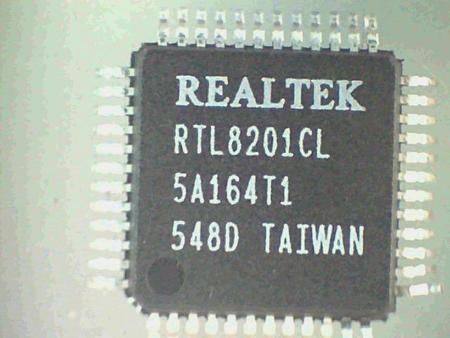 REALTEK
RTL8201CL
5A164T1
548D TAIWAN